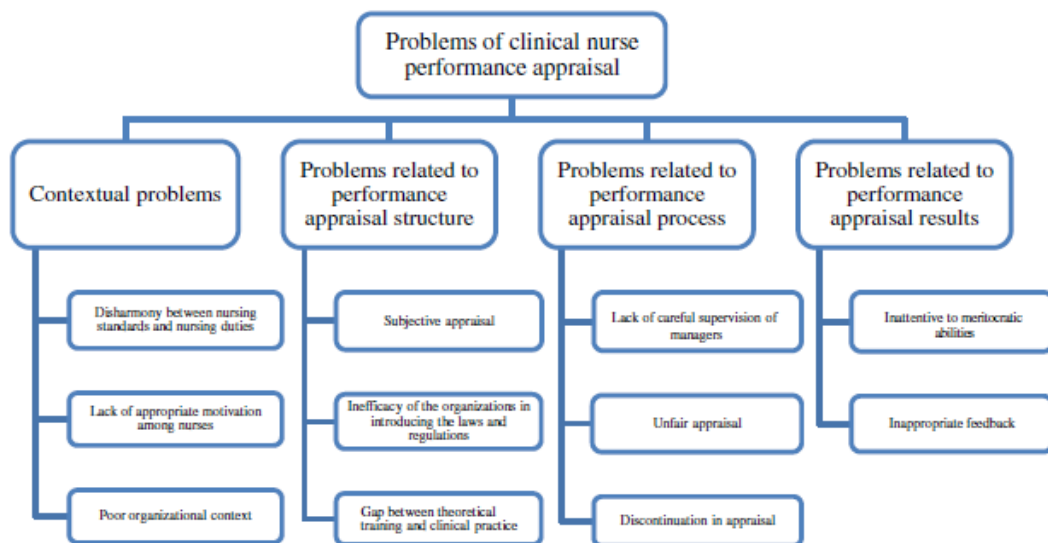 Problems of clinical nurse
performance appraisal
Contextual problems
Problems related to
performance
appraisal structure
Problems related to
performance
appraisal process
Problems related to
performance
appraisal results
Disharmony between nursing
standards and nursing duties
Lack of appropriate motivation
among nurses
Poor organizational context
Subjective appraisal
Inefficacy of the organizations in
introducing the laws and
regulations
Gap between theoretical
training and clinical practice
Lack of careful supervision of
managers
Unfair appraisal
Discontinuation in appraisal
Inattentive to meritocratic
abilities
Inappropriate feedback